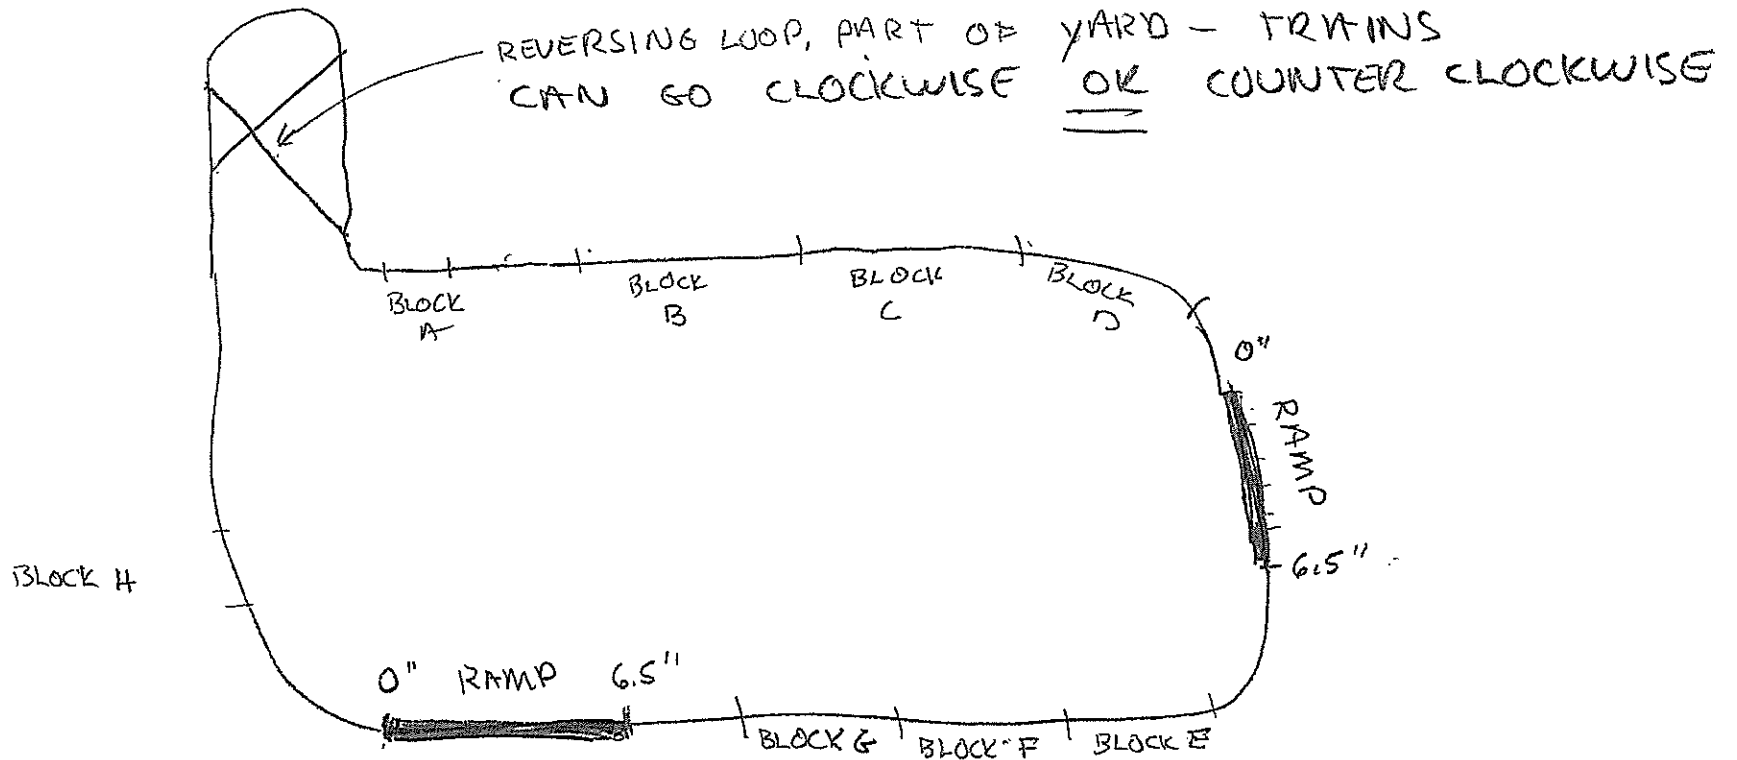 REVERSING LOOP, PART OF YARD - TRAINS
CAN GO CLOCKWISE OR COUNTER CLOCKWISE
BLOCK
A
BLOCK
B
BLOCK
C
BLOCK
D
0"
RAMP
6.5"
BLOCK H
0" RAMP 6.5"
BLOCK G
BLOCK F
BLOCK E